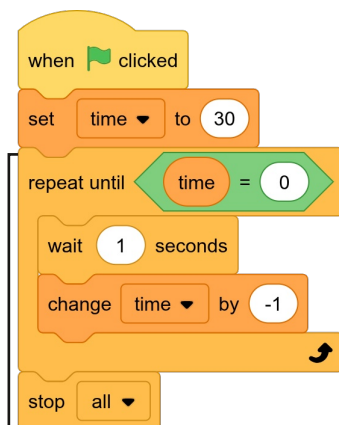 when clicked
set time to 30
repeat until time = 0
wait 1 seconds
change time by -1
stop all